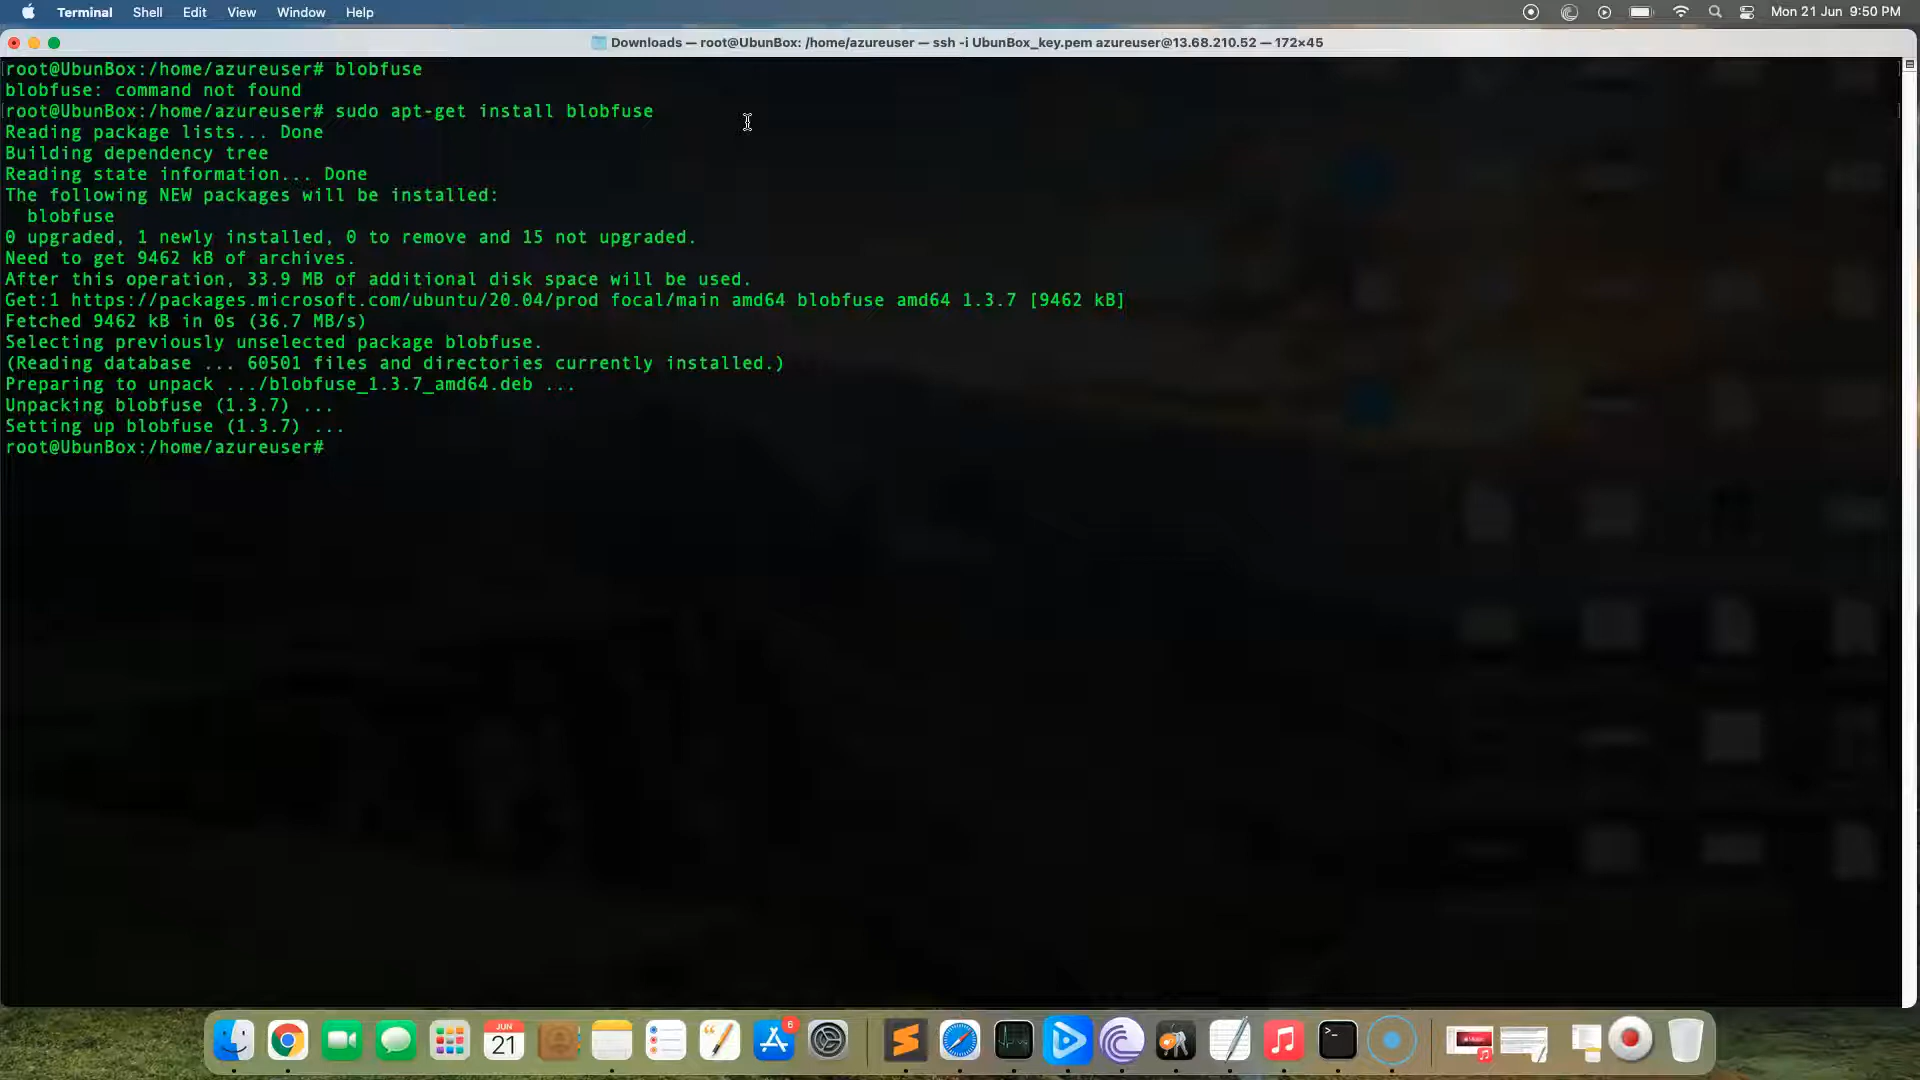 Terminal Shell Edit View Window Help Mon 21 Jun 9:50 PM
Downloads — root@UbunBox: /home/azureuser — ssh -i UbunBox_key.pem azureuser@13.68.210.52 — 172×45
root@UbunBox:/home/azureuser# blobfuse
blobfuse: command not found
root@UbunBox:/home/azureuser# sudo apt-get install blobfuse
Reading package lists... Done
Building dependency tree
Reading state information... Done
The following NEW packages will be installed:
blobfuse
0 upgraded, 1 newly installed, 0 to remove and 15 not upgraded.
Need to get 9462 kB of archives.
After this operation, 33.9 MB of additional disk space will be used.
Get:1 https://packages.microsoft.com/ubuntu/20.04/prod focal/main amd64 blobfuse amd64 1.3.7 [9462 kB]
Fetched 9462 kB in 0s (36.7 MB/s)
Selecting previously unselected package blobfuse.
(Reading database ... 60501 files and directories currently installed.)
Preparing to unpack .../blobfuse_1.3.7_amd64.deb ...
Unpacking blobfuse (1.3.7) ...
Setting up blobfuse (1.3.7) ...
root@UbunBox:/home/azureuser#
JUN
21
6